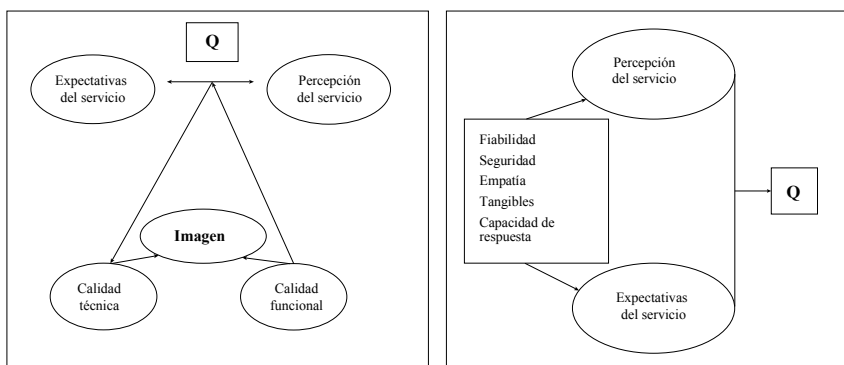 Q
Expectativas
del servicio
Percepción
del servicio
Imagen
Calidad
técnica
Calidad
funcional
Percepción
del servicio
Fiabilidad
Seguridad
Empatía
Tangibles
Capacidad de
respuesta
Q
Expectativas
del servicio